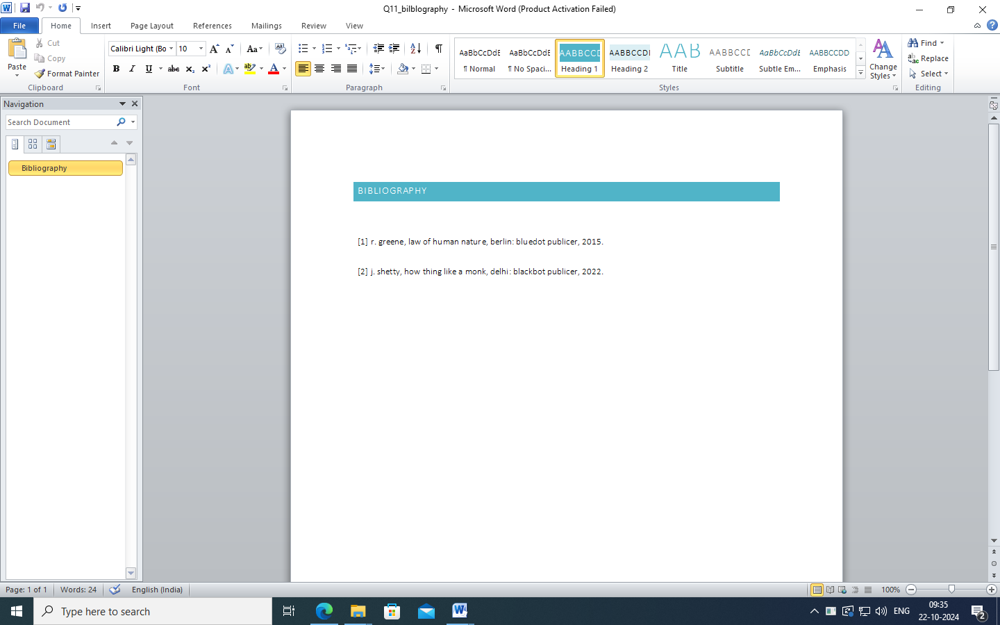 Q11_bilblography - Microsoft Word (Product Activation Failed)
File Home Insert Page Layout References Mailings Review View
Paste
Cut
Copy
Format Painter
Clipboard
Calibri Light (Bo 10
Font
Paragraph
AaBbCcDdE AaBbCcDdE AABBCCD AABBCCDI AAB AABBCCD AaBbCcDdE AABBCCDD
¶ Normal ¶ No Spaci... Heading 1 Heading 2 Title Subtitle Subtle Em... Emphasis
Styles
Change Styles
Find
Replace
Select
Editing
Navigation
Search Document
Bibliography
BIBLIOGRAPHY
[1] r. greene, law of human nature, berlin: bluedot publicer, 2015.
[2] j. shetty, how thing like a monk, delhi: blackbot publicer, 2022.
Page: 1 of 1 Words: 24 English (India) 100%
Type here to search
ENG
09:35
22-10-2024
2